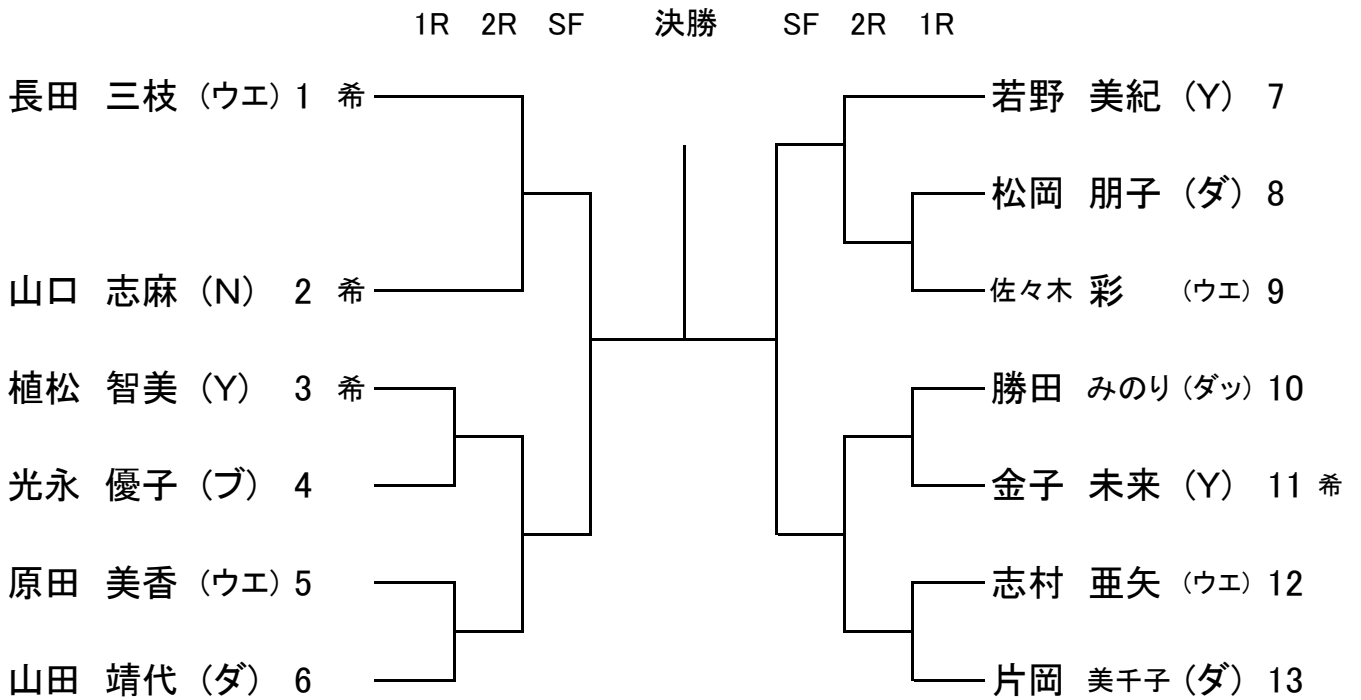 1R 2R SF 決勝 SF 2R 1R
長田 三枝 (ウエ) 1 希 若野 美紀 (Y) 7
松岡 朋子 (ダ) 8
山口 志麻 (N) 2 希 佐々木 彩 (ウエ) 9
植松 智美 (Y) 3 希 勝田 みのり (ダッ) 10
光永 優子 (ブ) 4 金子 未来 (Y) 11 希
原田 美香 (ウエ) 5 志村 亜矢 (ウエ) 12
山田 靖代 (ダ) 6 片岡 美千子 (ダ) 13